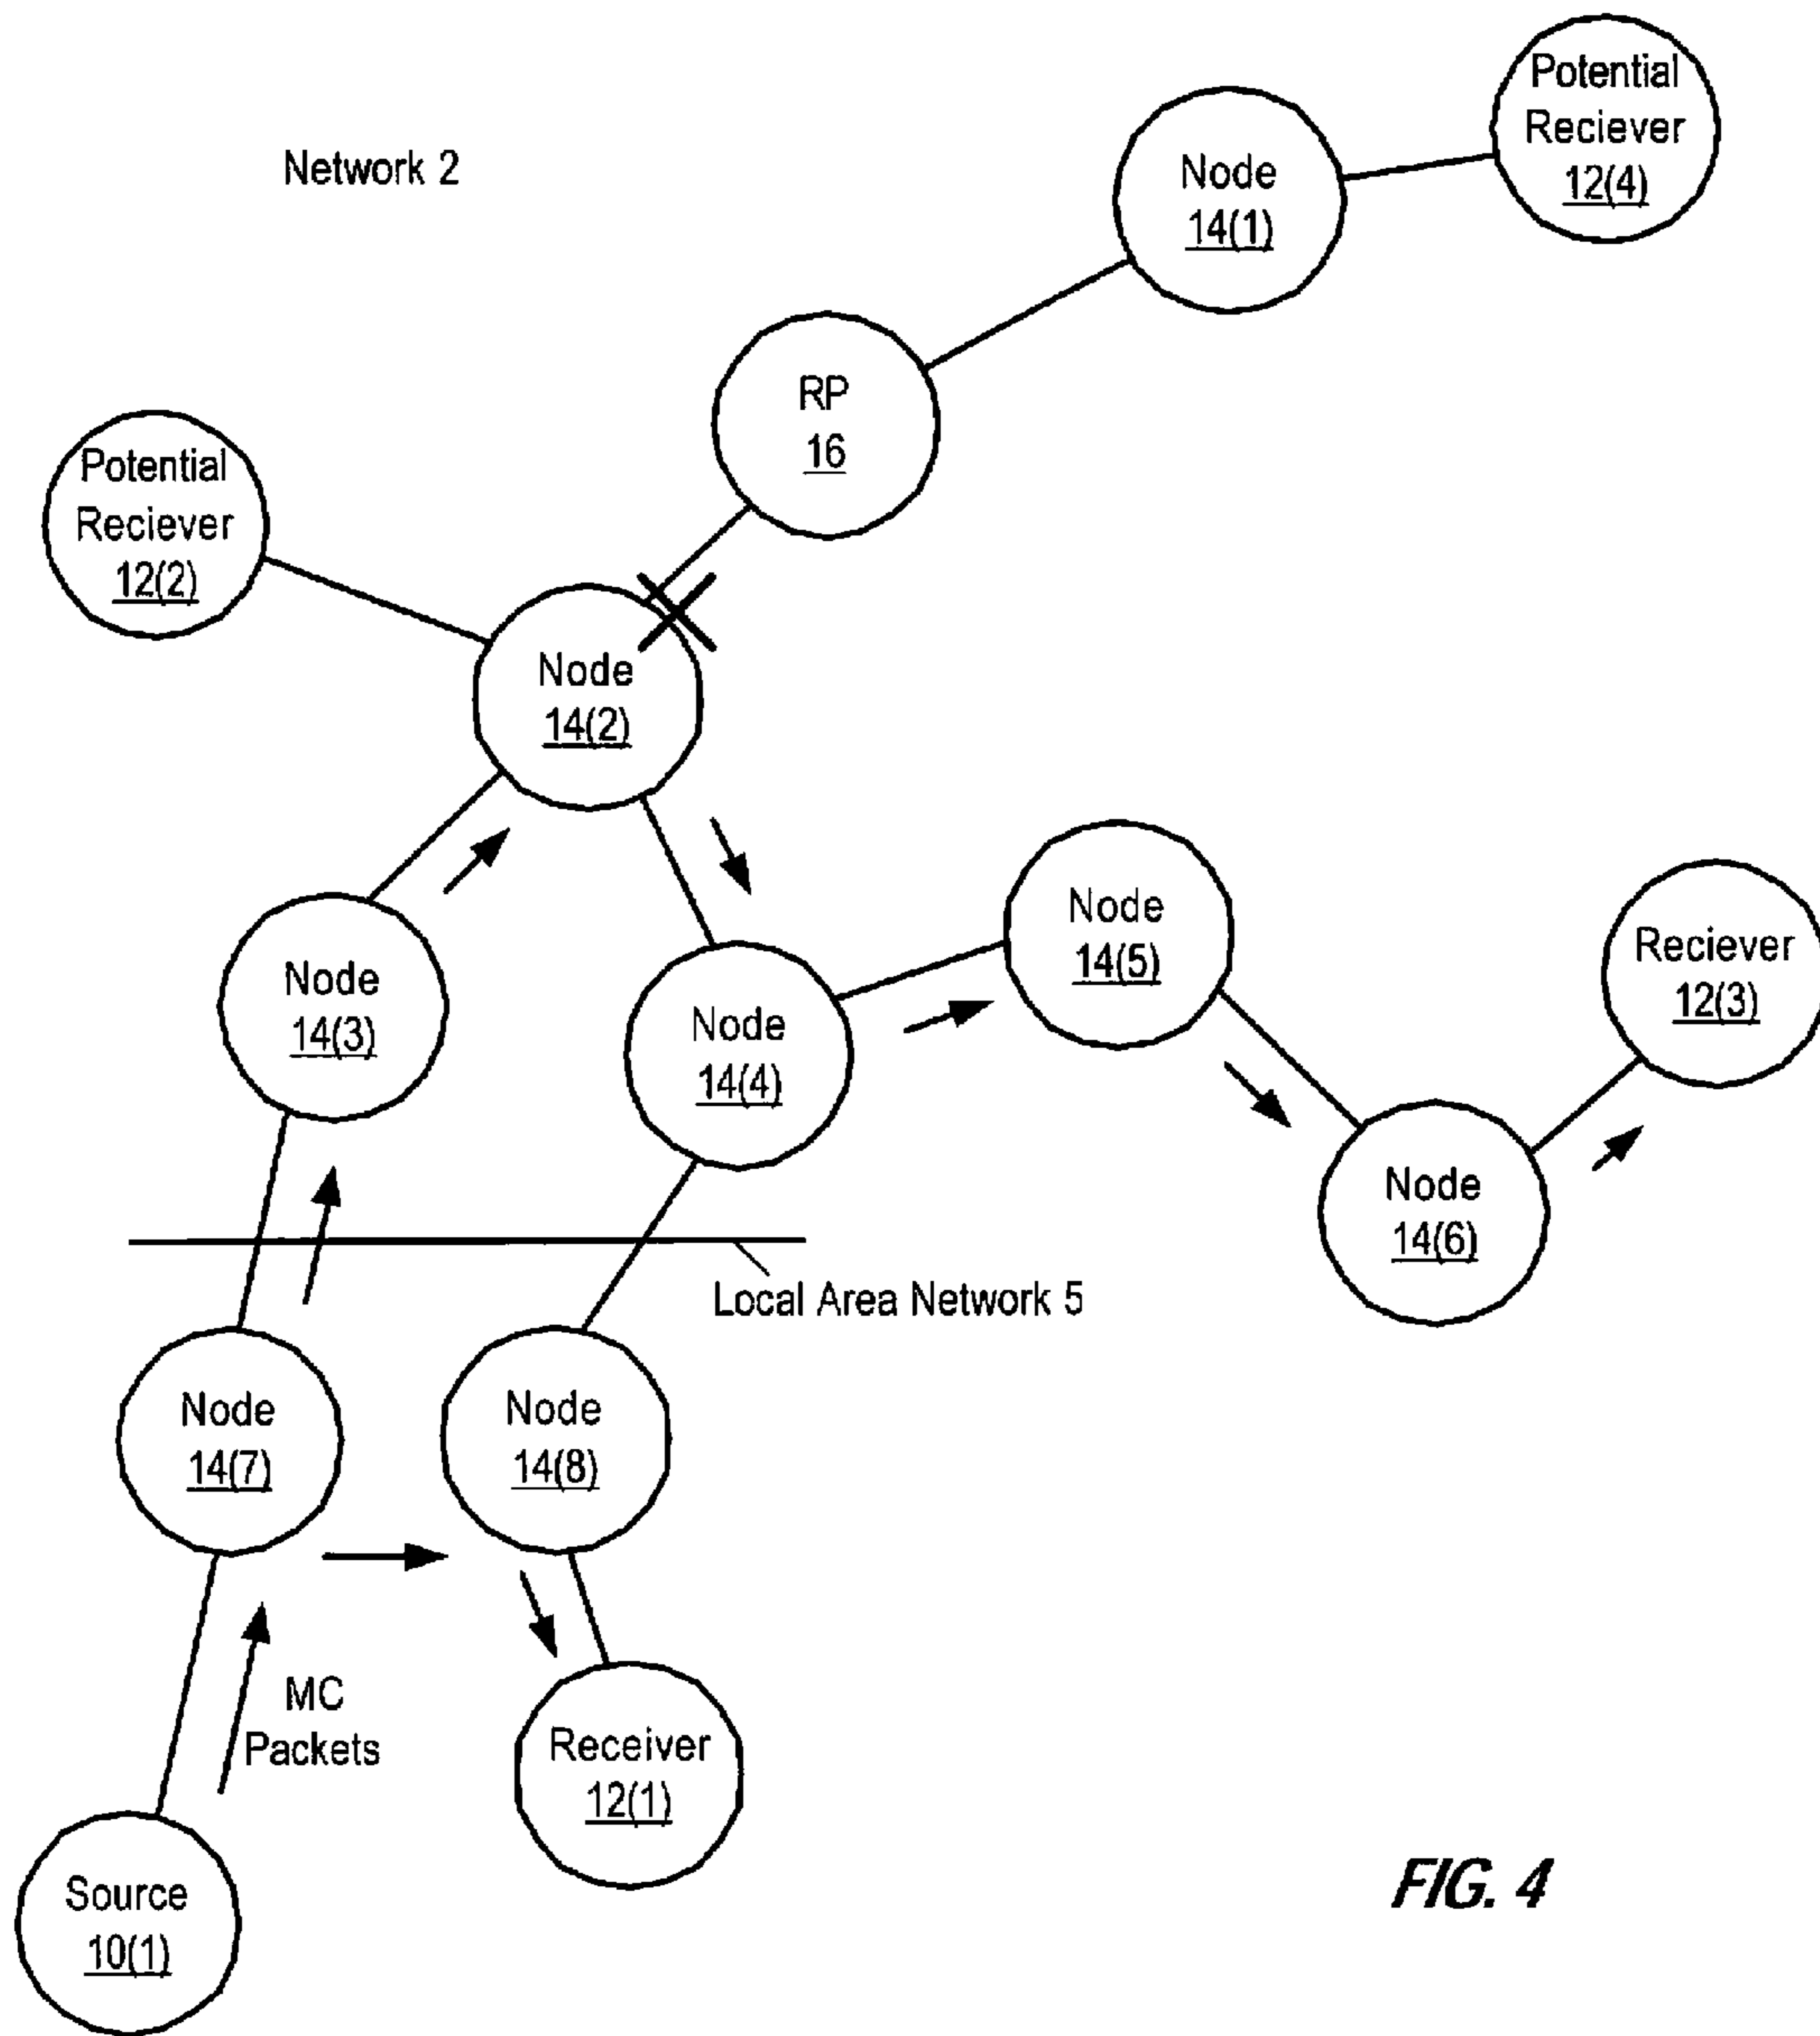 Potential
Reciever
12(4)
Network 2
Node
14(1)
RP
16
Potential
Reciever
12(2)
Node
14(2)
Node
14(5)
Reciever
12(3)
Node
14(3)
Node
14(4)
Node
14(6)
Local Area Network 5
Node
14(7)
Node
14(8)
MC
Packets
Receiver
12(1)
Source
10(1)
FIG. 4